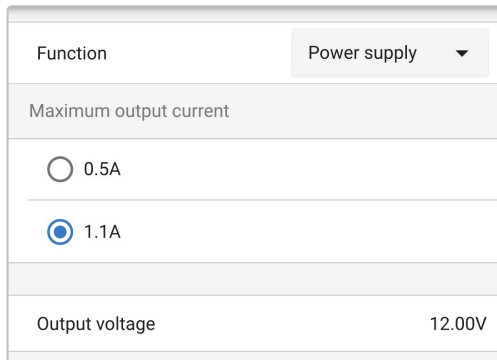 Function Power supply
Maximum output current
0.5A
1.1A
Output voltage 12.00V